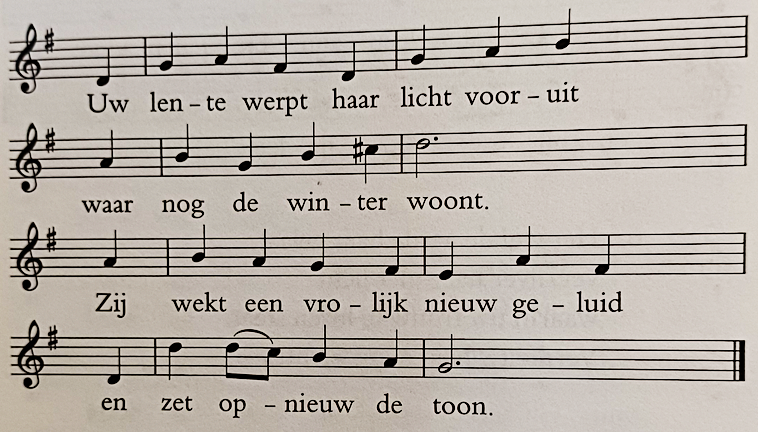 Uw len – te werpt haar licht voor – uit
waar nog de win – ter woont.
Zij wekt een vro – lijk nieuw ge – luid
en zet op – nieuw de toon.